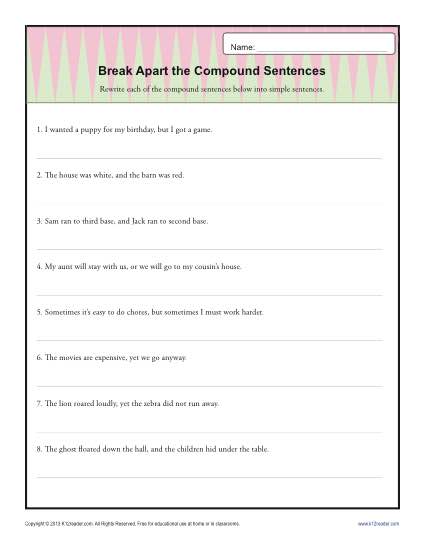 Name:
Break Apart the Compound Sentences
Rewrite each of the compound sentences below into simple sentences.
1. I wanted a puppy for my birthday, but I got a game.
2. The house was white, and the barn was red.
3. Sam ran to third base, and Jack ran to second base.
4. My aunt will stay with us, or we will go to my cousin's house.
5. Sometimes it's easy to do chores, but sometimes I must work harder.
6. The movies are expensive, yet we go anyway.
7. The lion roared loudly, yet the zebra did not run away.
8. The ghost floated down the hall, and the children hid under the table.
Copyright © 2013 K12reader.com. All Rights Reserved. Free for educational use at home or in classrooms.
www.k12reader.com